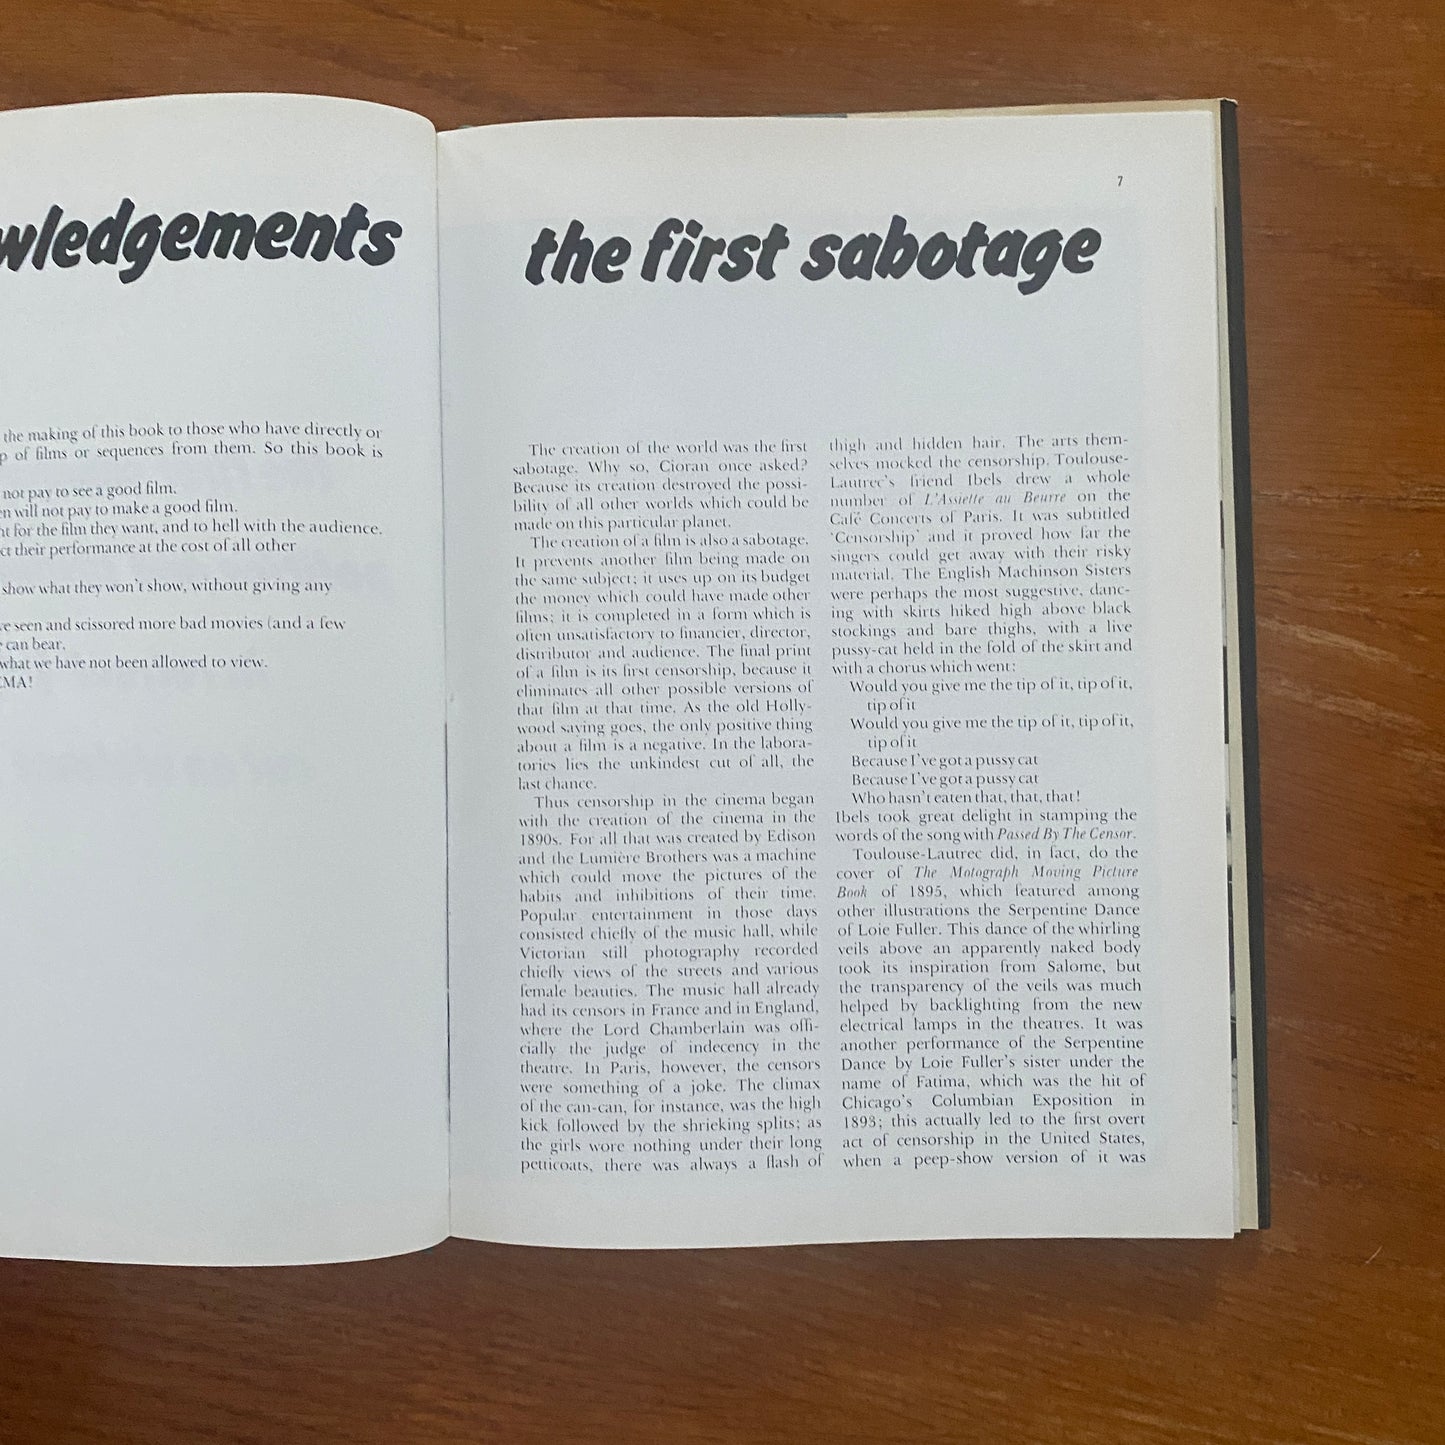 wledgements
the making of this book to those who have directly or
p of films or sequences from them. So this book is
not pay to see a good film.
en will not pay to make a good film.
nt for the film they want, and to hell with the audience.
ct their performance at the cost of all other
show what they won't show, without giving any
ve seen and scissored more bad movies (and a few
e can bear.
what we have not been allowed to view.
EMA!
7
the first sabotage
The creation of the world was the first
sabotage. Why so, Cioran once asked?
Because its creation destroyed the possi-
bility of all other worlds which could be
made on this particular planet.
The creation of a film is also a sabotage.
It prevents another film being made on
the same subject; it uses up on its budget
the money which could have made other
films; it is completed in a form which is
often unsatisfactory to financier, director,
distributor and audience. The final print
of a film is its first censorship, because it
eliminates all other possible versions of
that film at that time. As the old Holly-
wood saying goes, the only positive thing
about a film is a negative. In the labora-
tories lies the unkindest cut of all, the
last chance.
Thus censorship in the cinema began
with the creation of the cinema in the
1890s. For all that was created by Edison
and the Lumière Brothers was a machine
which could move the pictures of the
habits and inhibitions of their time.
Popular entertainment in those days
consisted chiefly of the music hall, while
Victorian still photography recorded
chiefly views of the streets and various
female beauties. The music hall already
had its censors in France and in England,
where the Lord Chamberlain was offi-
cially the judge of indecency in the
theatre. In Paris, however, the censors
were something of a joke. The climax
of the can-can, for instance, was the high
kick followed by the shrieking splits; as
the girls wore nothing under their long
petticoats, there was always a flash of
thigh and hidden hair. The arts them-
selves mocked the censorship. Toulouse-
Lautrec's friend Ibels drew a whole
number of L'Assiette au Beurre on the
Café Concerts of Paris. It was subtitled
'Censorship' and it proved how far the
singers could get away with their risky
material. The English Machinson Sisters
were perhaps the most suggestive, danc-
ing with skirts hiked high above black
stockings and bare thighs, with a live
pussy-cat held in the fold of the skirt and
with a chorus which went:
Would you give me the tip of it, tip of it,
tip of it
Would you give me the tip of it, tip of it,
tip of it
Because I've got a pussy cat
Because I've got a pussy cat
Who hasn't eaten that, that, that!
Ibels took great delight in stamping the
words of the song with Passed By The Censor.
Toulouse-Lautrec did, in fact, do the
cover of The Motograph Moving Picture
Book of 1895, which featured among
other illustrations the Serpentine Dance
of Loie Fuller. This dance of the whirling
veils above an apparently naked body
took its inspiration from Salome, but
the transparency of the veils was much
helped by backlighting from the new
electrical lamps in the theatres. It was
another performance of the Serpentine
Dance by Loie Fuller's sister under the
name of Fatima, which was the hit of
Chicago's Columbian Exposition in
1893; this actually led to the first overt
act of censorship in the United States,
when a peep-show version of it was